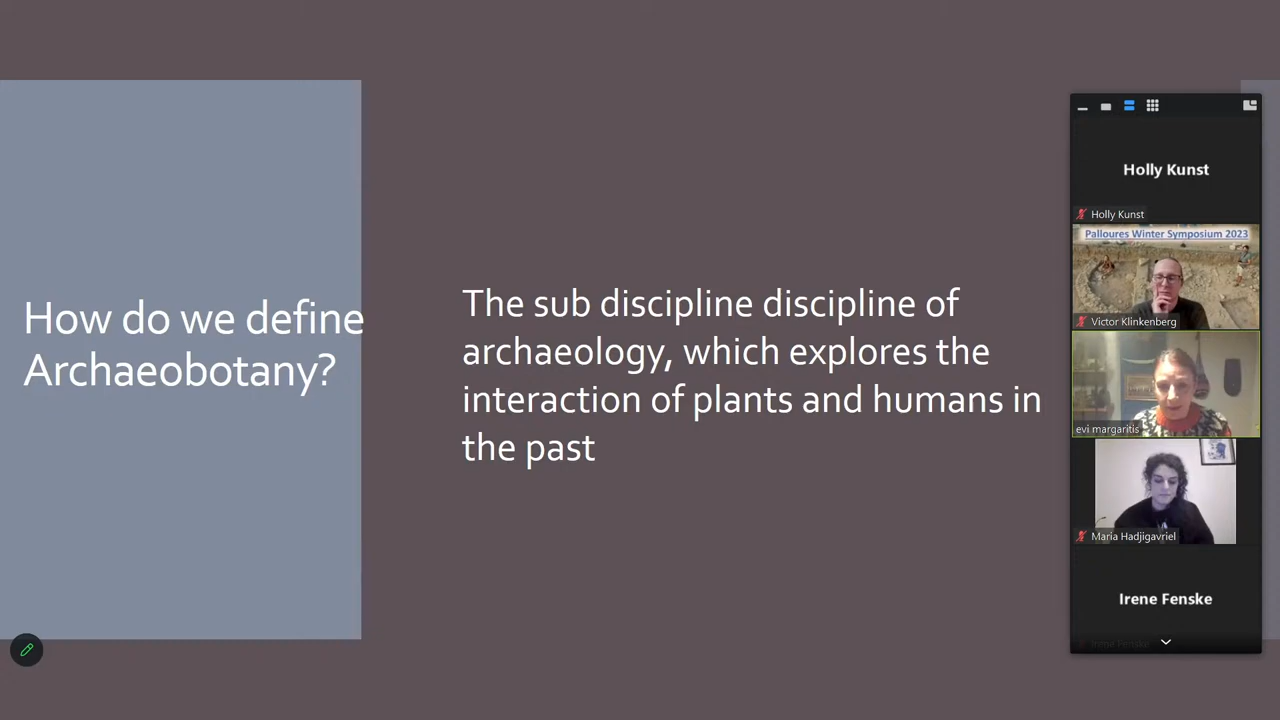 How do we define
Archaeobotany?
The sub discipline discipline of
archaeology, which explores the
interaction of plants and humans in
the past
Holly Kunst
Holly Kunst
Palloures Winter Symposium 2023
Victor Klinkenberg
evi margaritis
Maria Hadjigavriel
Irene Fenske
Irene Fenske